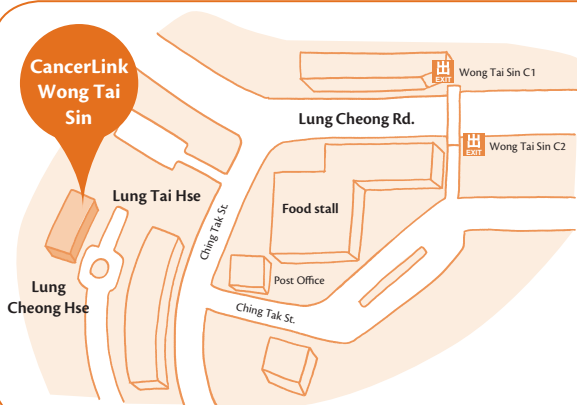 CancerLink
Wong Tai
Sin
出
EXIT
Wong Tai Sin C1
Lung Cheong Rd.
出
EXIT
Wong Tai Sin C2
Lung Tai Hse
Food stall
Ching Tak St.
Post Office
Lung
Cheong Hse
Ching Tak St.